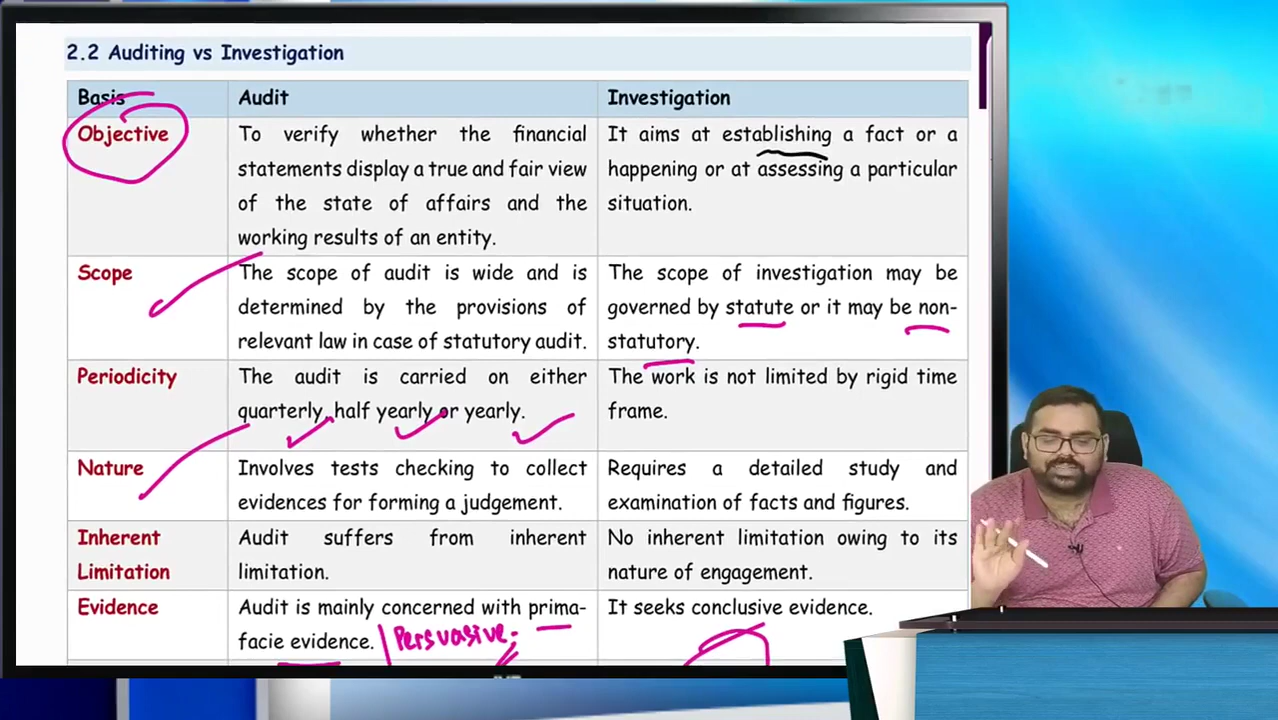 2.2 Auditing vs Investigation
Basis Audit Investigation
Objective To verify whether the financial It aims at establishing a fact or a
statements display a true and fair view happening or at assessing a particular
of the state of affairs and the situation.
working results of an entity.
Scope The scope of audit is wide and is The scope of investigation may be
determined by the provisions of governed by statute or it may be non-
relevant law in case of statutory audit. statutory.
Periodicity The audit is carried on either The work is not limited by rigid time
quarterly, half yearly or yearly. frame.
Nature Involves tests checking to collect Requires a detailed study and
evidences for forming a judgement. examination of facts and figures.
Inherent Audit suffers from inherent No inherent limitation owing to its
Limitation limitation. nature of engagement.
Evidence Audit is mainly concerned with prima- It seeks conclusive evidence.
facie evidence. Persuasive.